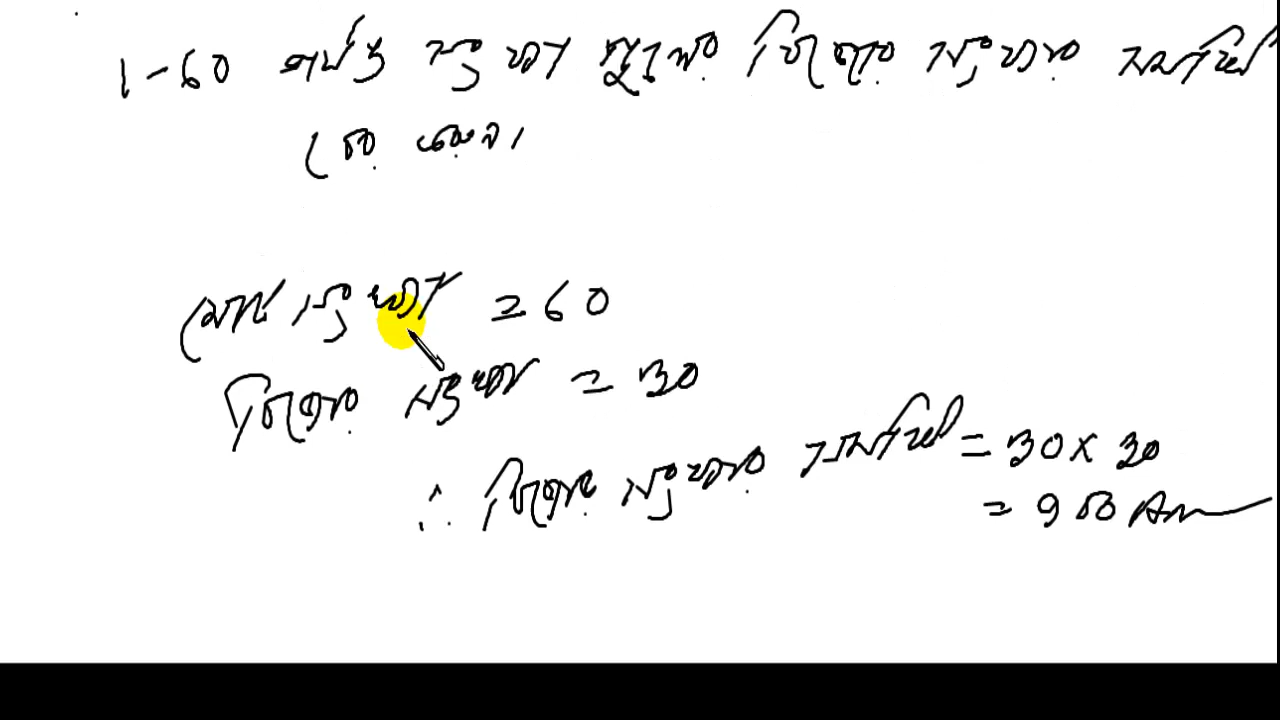 1-60 পর্যন্ত সংখ্যা গুলোর বিজোড় সংখ্যার সমষ্টি
বের করুন।
মোট সংখ্যা = 60
বিজোড় সংখ্যা = 30
∴ বিজোড় সংখ্যার সমষ্টি = 30 × 30
= 900 Ans